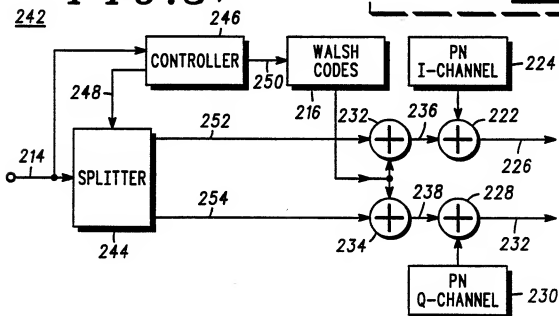 242
246
CONTROLLER
WALSH
CODES
PN
I-CHANNEL
224
248
250
216
232
236
222
252
226
214
SPLITTER
254
238
228
244
234
232
PN
Q-CHANNEL
230